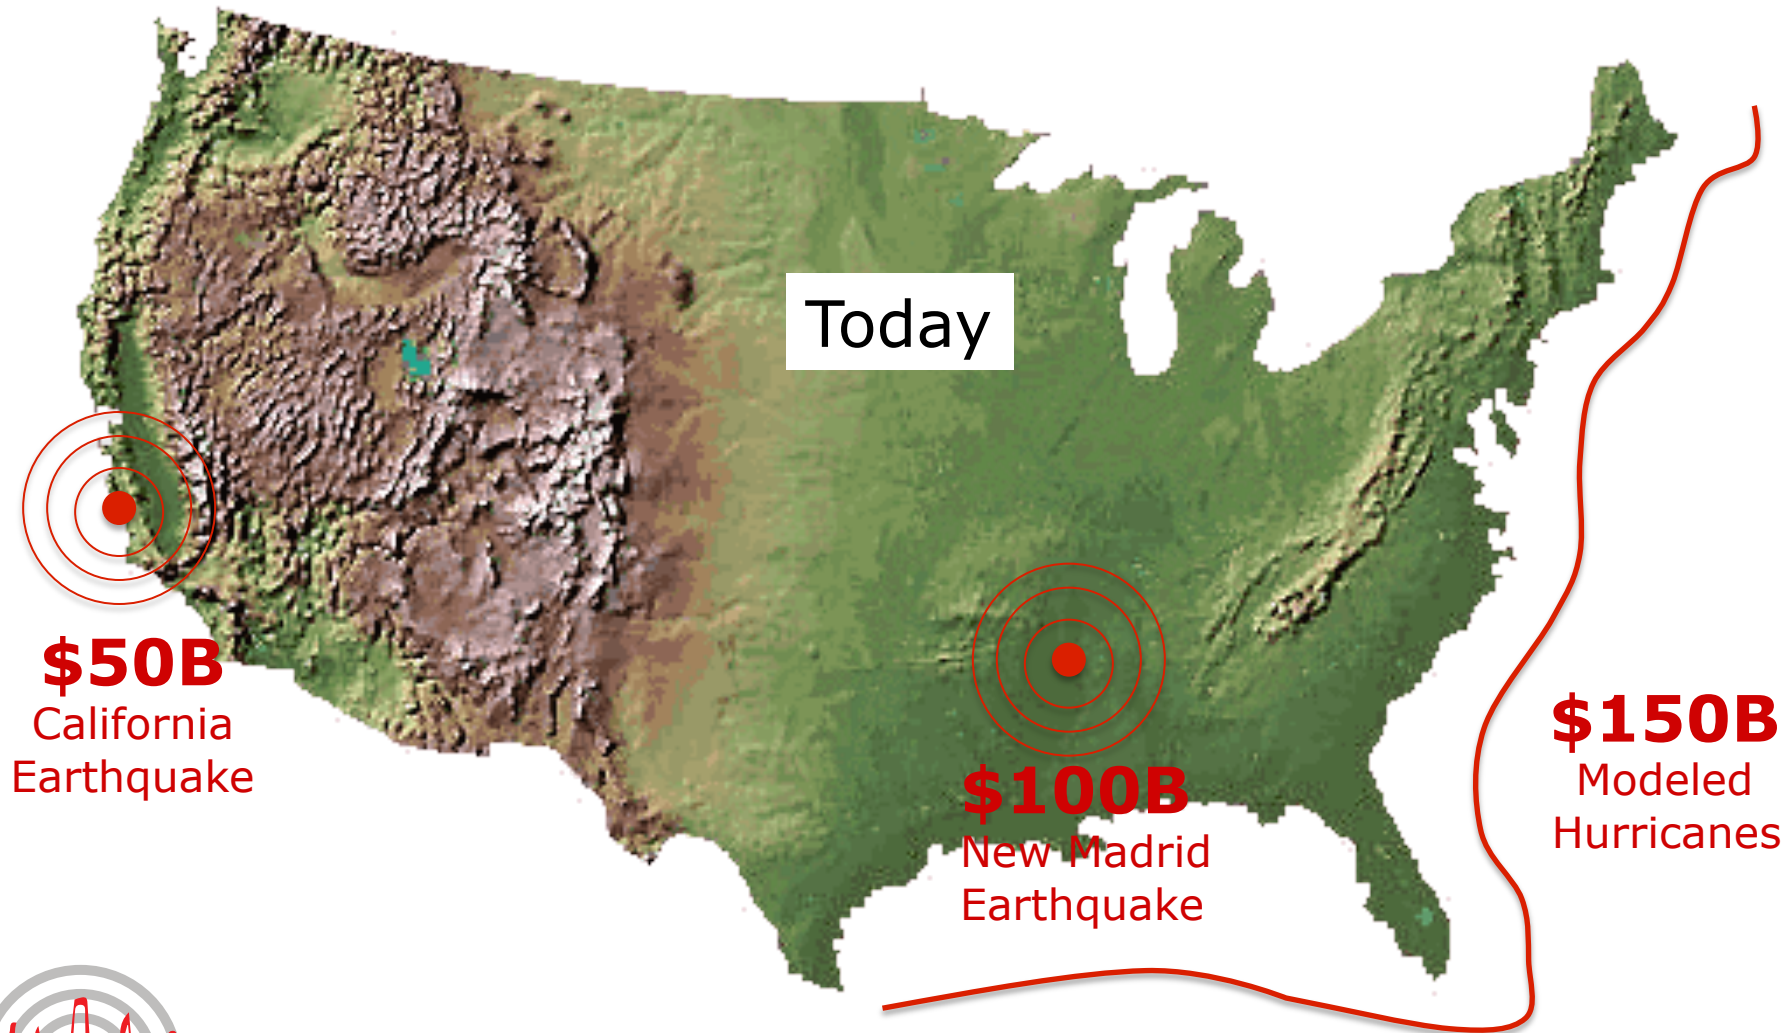 Today
$50B
California
Earthquake
$100B
New Madrid
Earthquake
$150B
Modeled
Hurricanes